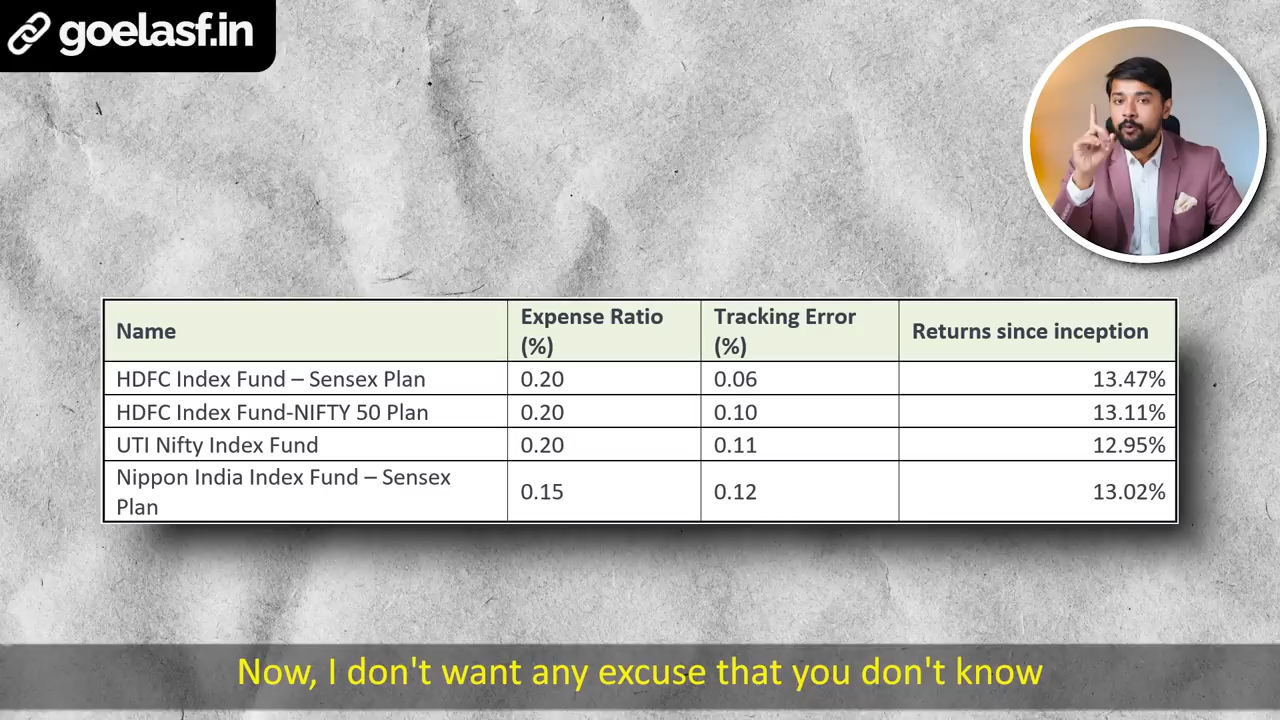 goelasf.in
Name Expense Ratio (%) Tracking Error (%) Returns since inception
HDFC Index Fund – Sensex Plan 0.20 0.06 13.47%
HDFC Index Fund-NIFTY 50 Plan 0.20 0.10 13.11%
UTI Nifty Index Fund 0.20 0.11 12.95%
Nippon India Index Fund – Sensex Plan 0.15 0.12 13.02%
Now, I don't want any excuse that you don't know